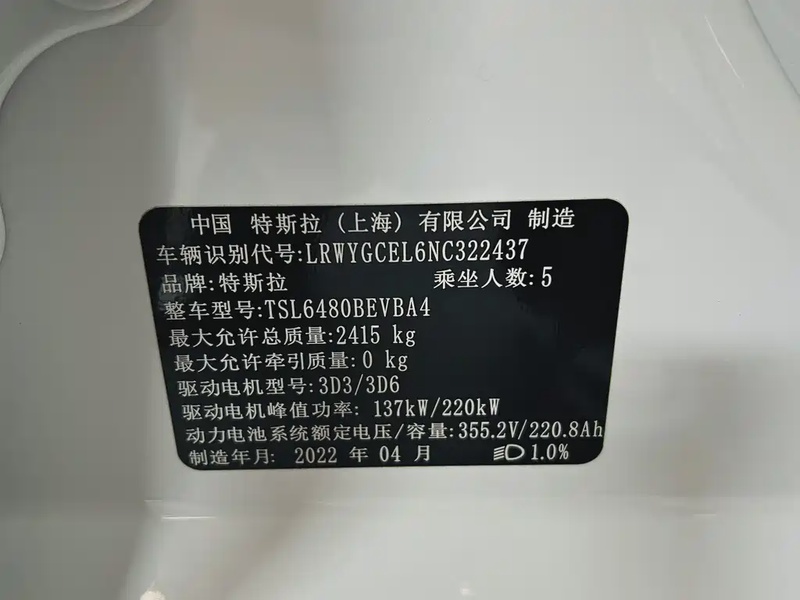 中国 特斯拉 (上海) 有限公司 制造
车辆识别代号:LRWYGCEL6NC322437
品牌:特斯拉 乘坐人数:5
整车型号:TSL6480BEVBA4
最大允许总质量:2415 kg
最大允许牵引质量:0 kg
驱动电机型号:3D3/3D6
驱动电机峰值功率: 137kW/220kW
动力电池系统额定电压/容量:355.2V/220.8Ah
制造年月: 2022 年 04 月 1.0%